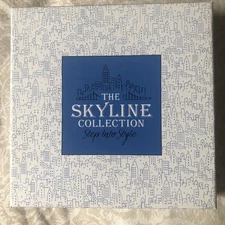 THE
SKYLINE
COLLECTION
Step Into Style